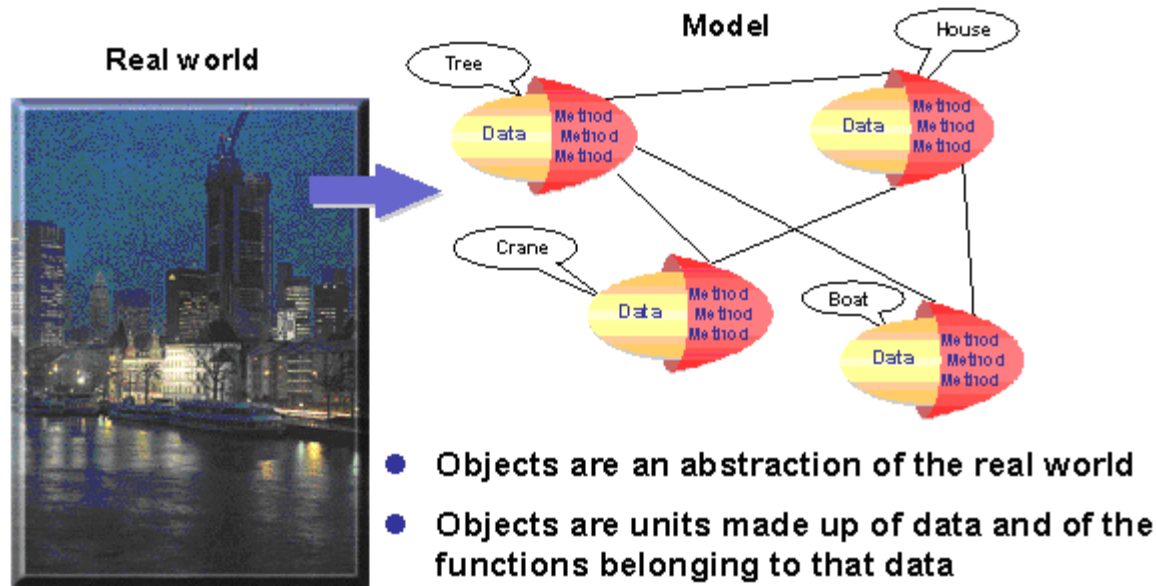 Real world
Model
Tree
House
Data
Method
Method
Method
Data
Method
Method
Method
Crane
Data
Method
Method
Method
Boat
Data
Method
Method
Method
Objects are an abstraction of the real world
Objects are units made up of data and of the
functions belonging to that data